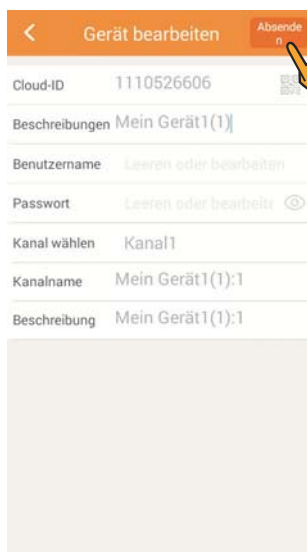 Gerät bearbeiten
Absende
n
Cloud-ID 1110526606
Beschreibungen Mein Gerät1(1)
Benutzername Leeren oder bearbeiten
Passwort Leeren oder bearbeite
Kanal wählen Kanal1
Kanalname Mein Gerät1(1):1
Beschreibung Mein Gerät1(1):1